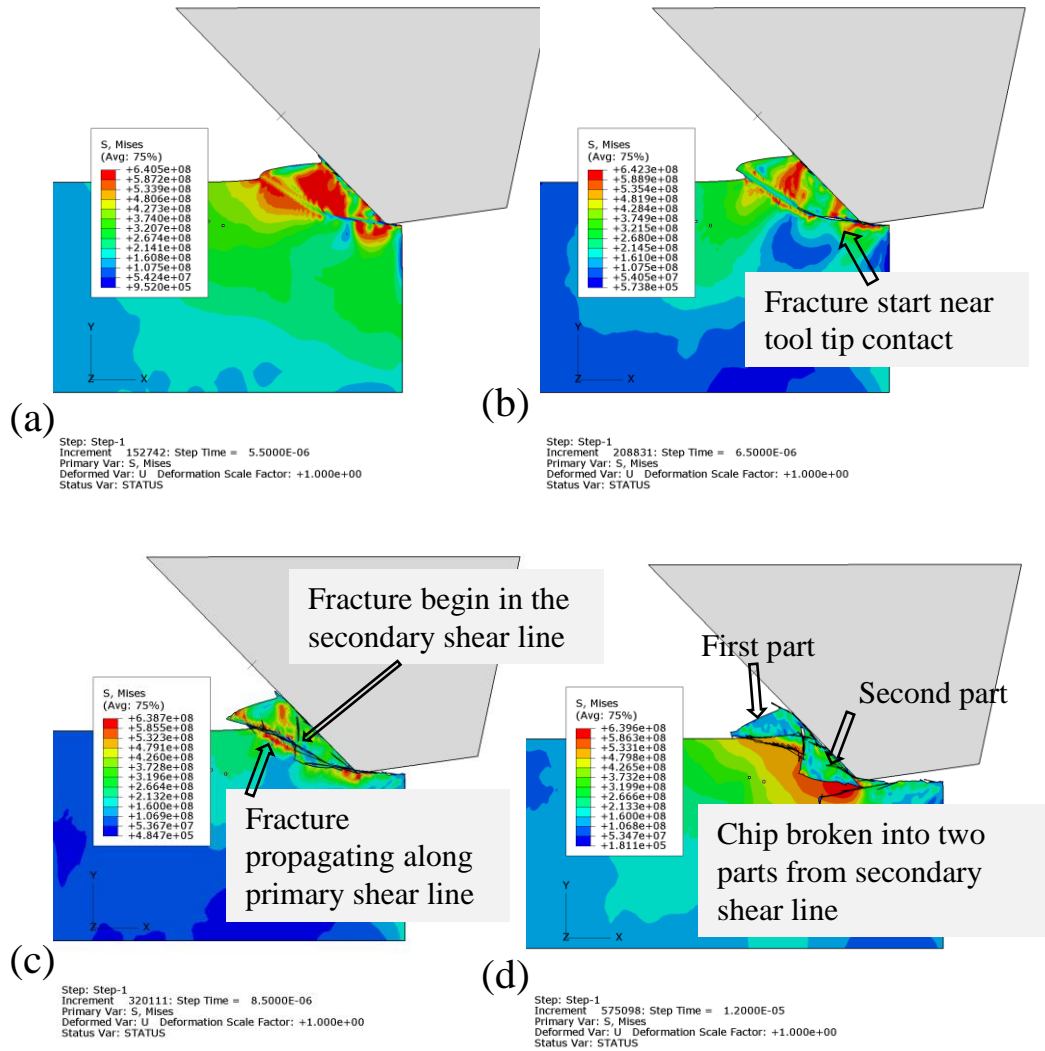 S, Mises
(Avg: 75%)
+6.405e+08
+5.872e+08
+5.339e+08
+4.806e+08
+4.273e+08
+3.740e+08
+3.207e+08
+2.674e+08
+2.141e+08
+1.608e+08
+1.075e+08
+5.424e+07
+9.520e+05
Y
Z X
(a)
Step: Step-1
Increment 152742: Step Time = 5.5000E-06
Primary Var: S, Mises
Deformed Var: U Deformation Scale Factor: +1.000e+00
Status Var: STATUS
S, Mises
(Avg: 75%)
+6.423e+08
+5.889e+08
+5.354e+08
+4.819e+08
+4.284e+08
+3.749e+08
+3.215e+08
+2.680e+08
+2.145e+08
+1.610e+08
+1.075e+08
+5.405e+07
+5.738e+05
Fracture start near
tool tip contact
Y
Z X
(b)
Step: Step-1
Increment 208831: Step Time = 6.5000E-06
Primary Var: S, Mises
Deformed Var: U Deformation Scale Factor: +1.000e+00
Status Var: STATUS
Fracture begin in the
secondary shear line
S, Mises
(Avg: 75%)
+6.387e+08
+5.855e+08
+5.323e+08
+4.791e+08
+4.260e+08
+3.728e+08
+3.196e+08
+2.664e+08
+2.132e+08
+1.600e+08
+1.069e+08
+5.367e+07
+4.847e+05
Fracture
propagating along
primary shear line
Y
Z X
(c)
Step: Step-1
Increment 320111: Step Time = 8.5000E-06
Primary Var: S, Mises
Deformed Var: U Deformation Scale Factor: +1.000e+00
Status Var: STATUS
First part
Second part
S, Mises
(Avg: 75%)
+6.396e+08
+5.863e+08
+5.331e+08
+4.798e+08
+4.265e+08
+3.732e+08
+3.199e+08
+2.666e+08
+2.133e+08
+1.600e+08
+1.068e+08
+5.347e+07
+1.811e+05
Chip broken into two
parts from secondary
shear line
Y
Z X
(d)
Step: Step-1
Increment 575098: Step Time = 1.2000E-05
Primary Var: S, Mises
Deformed Var: U Deformation Scale Factor: +1.000e+00
Status Var: STATUS